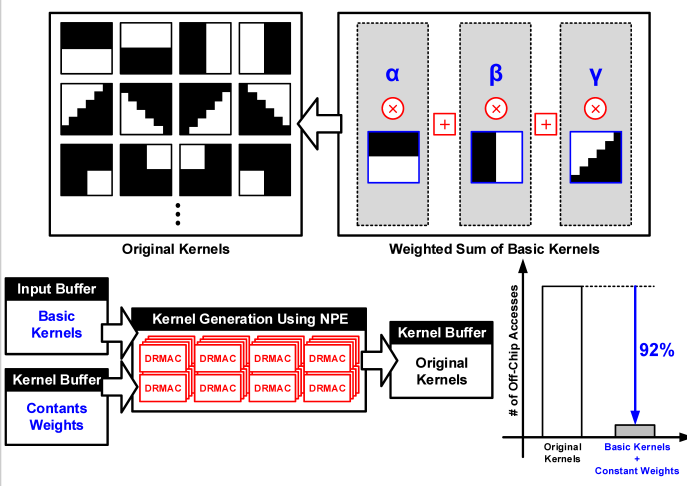 α
β
γ
×
×
×
+
+
Original Kernels
Weighted Sum of Basic Kernels
Input Buffer
Basic
Kernels
Kernel Buffer
Contants
Weights
Kernel Generation Using NPE
DRMAC DRMAC DRMAC DRMAC
DRMAC DRMAC DRMAC DRMAC
Kernel Buffer
Original
Kernels
# of Off-Chip Accesses
92%
Original
Kernels
Basic Kernels
+
Constant Weights